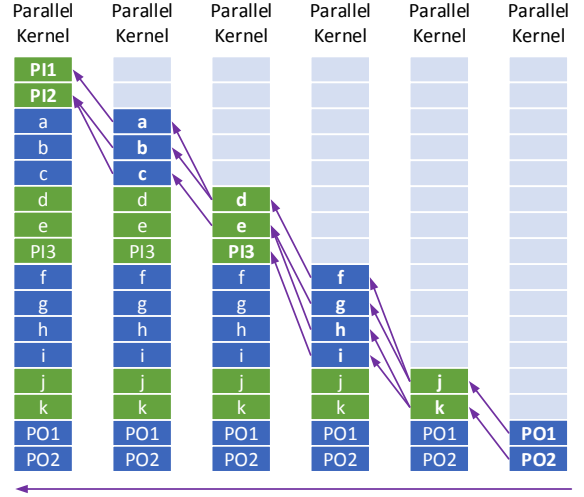 Parallel Kernel
Parallel Kernel
Parallel Kernel
Parallel Kernel
Parallel Kernel
Parallel Kernel
PI1
PI2
a a
b b
c c
d d d
e e e
PI3 PI3 PI3
f f f f
g g g g
h h h h
i i i i
j j j j j
k k k k k
PO1 PO1 PO1 PO1 PO1 PO1
PO2 PO2 PO2 PO2 PO2 PO2